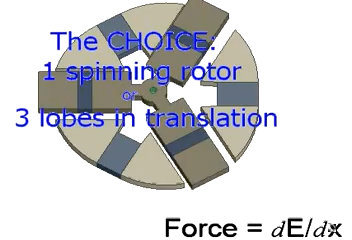 The CHOICE:
1 spinning rotor
or
3 lobes in translation
Force = dE/dx